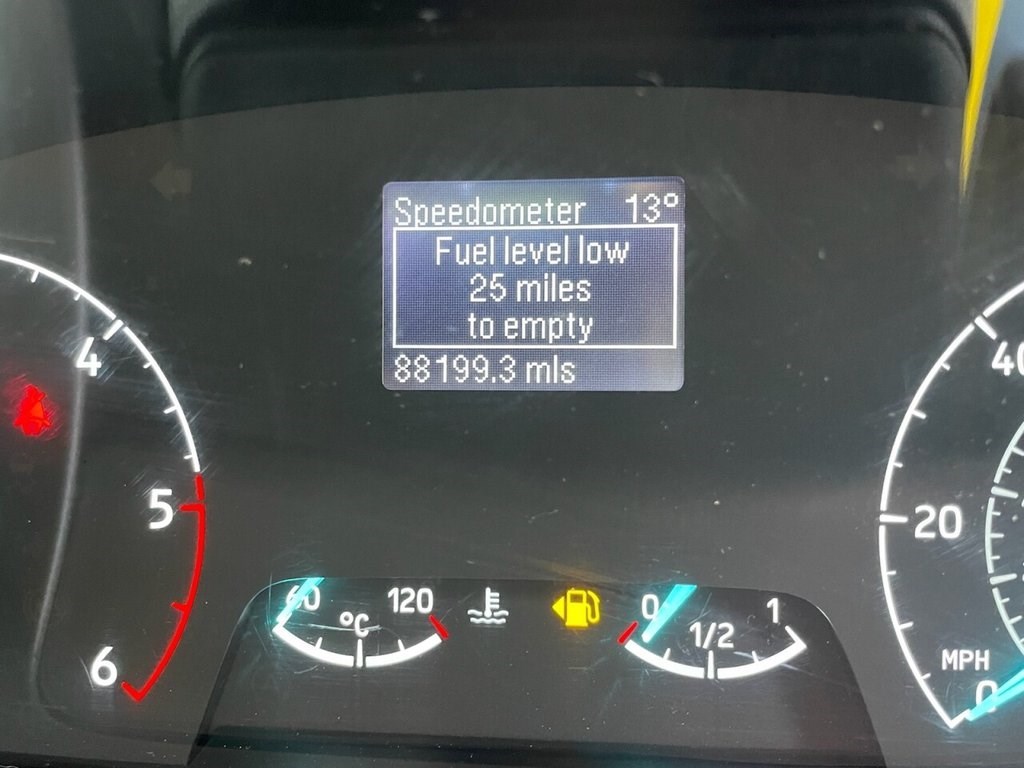 Speedometer 13°
Fuel level low
25 miles
to empty
88199.3 mls
4
5
6
60
°C
120
0
1/2
1
40
20
MPH
0